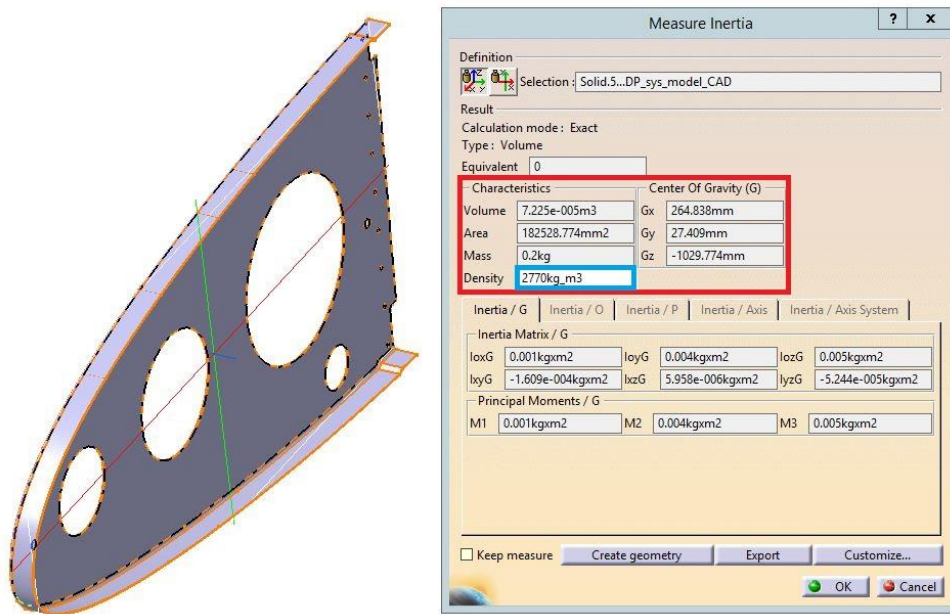 Measure Inertia
? x
Definition
Selection : Solid.5...DP_sys_model_CAD
Result
Calculation mode : Exact
Type : Volume
Equivalent 0
Characteristics Center Of Gravity (G)
Volume 7.225e-005m3 Gx 264.838mm
Area 182528.774mm2 Gy 27.409mm
Mass 0.2kg Gz -1029.774mm
Density 2770kg_m3
Inertia / G Inertia / O Inertia / P Inertia / Axis Inertia / Axis System
Inertia Matrix / G
IoxG 0.001kgxm2 IoyG 0.004kgxm2 IozG 0.005kgxm2
IxyG -1.609e-004kgxm2 IxzG 5.958e-006kgxm2 IyzG -5.244e-005kgxm2
Principal Moments / G
M1 0.001kgxm2 M2 0.004kgxm2 M3 0.005kgxm2
Keep measure Create geometry Export Customize...
OK Cancel